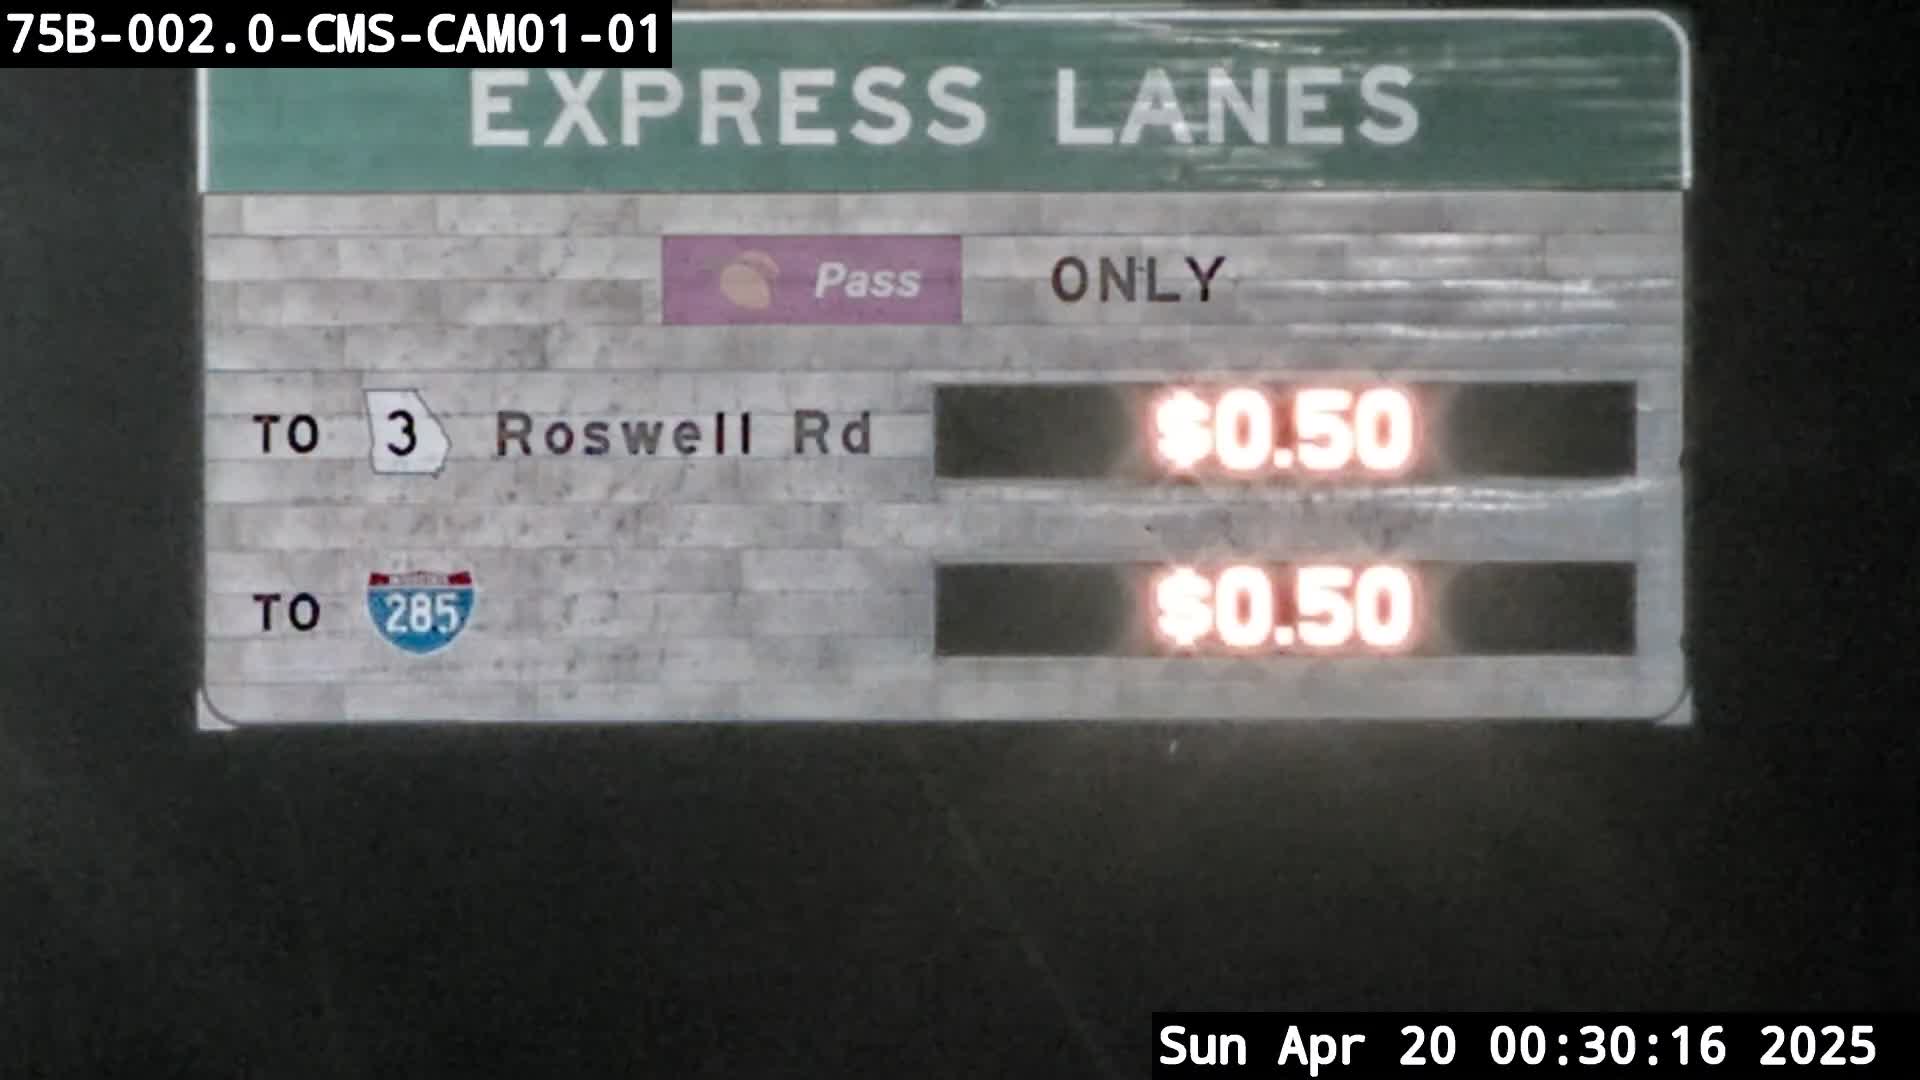 75B-002.0-CMS-CAM01-01
EXPRESS LANES
Pass ONLY
TO 3 Roswell Rd $0.50
TO 285 $0.50
Sun Apr 20 00:30:16 2025